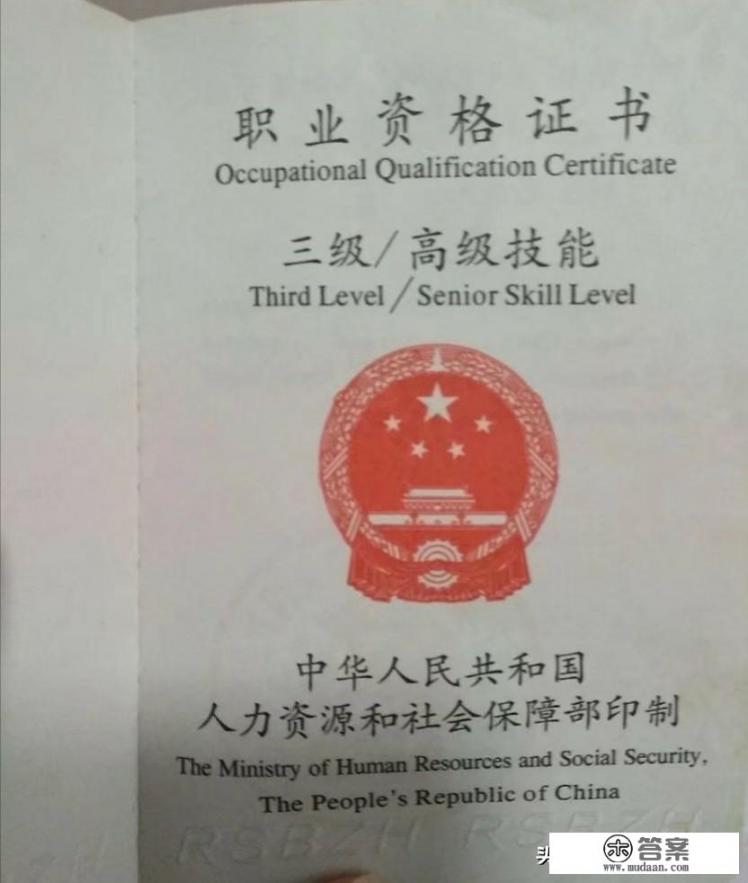 职业资格证书
Occupational Qualification Certificate
三级/高级技能
Third Level/Senior Skill Level
中华人民共和国
人力资源和社会保障部印制
The Ministry of Human Resources and Social Security,
The People's Republic of China
RSBZH RSBZH
头
答案
www.mudaan.com